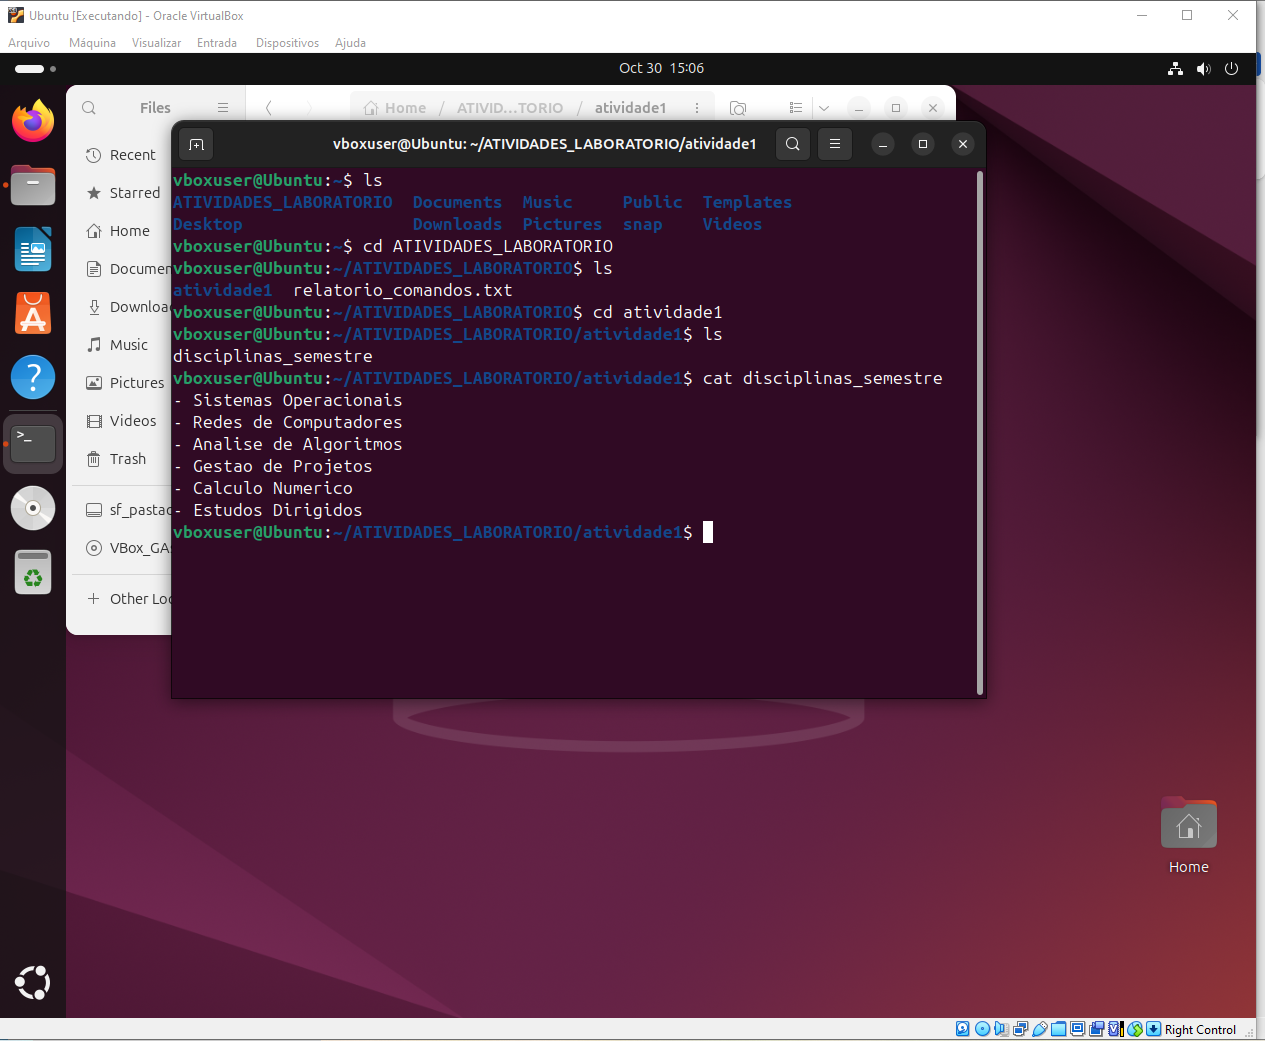 Ubuntu [Executando] - Oracle VirtualBox
Arquivo Máquina Visualizar Entrada Dispositivos Ajuda
Oct 30 15:06
Files
Home / ATIVID...TORIO / atividade1
Recent
Starred
Home
Documen
Downloa
Music
Pictures
Videos
Trash
sf_pasta
VBox_GA
Other Loc
vboxuser@Ubuntu: ~/ATIVIDADES_LABORATORIO/atividade1
vboxuser@Ubuntu:~$ ls
ATIVIDADES_LABORATORIO Documents Music Public Templates
Desktop Downloads Pictures snap Videos
vboxuser@Ubuntu:~$ cd ATIVIDADES_LABORATORIO
vboxuser@Ubuntu:~/ATIVIDADES_LABORATORIO$ ls
atividade1 relatorio_comandos.txt
vboxuser@Ubuntu:~/ATIVIDADES_LABORATORIO$ cd atividade1
vboxuser@Ubuntu:~/ATIVIDADES_LABORATORIO/atividade1$ ls
disciplinas_semestre
vboxuser@Ubuntu:~/ATIVIDADES_LABORATORIO/atividade1$ cat disciplinas_semestre
- Sistemas Operacionais
- Redes de Computadores
- Analise de Algoritmos
- Gestao de Projetos
- Calculo Numerico
- Estudos Dirigidos
vboxuser@Ubuntu:~/ATIVIDADES_LABORATORIO/atividade1$
Home
Right Control